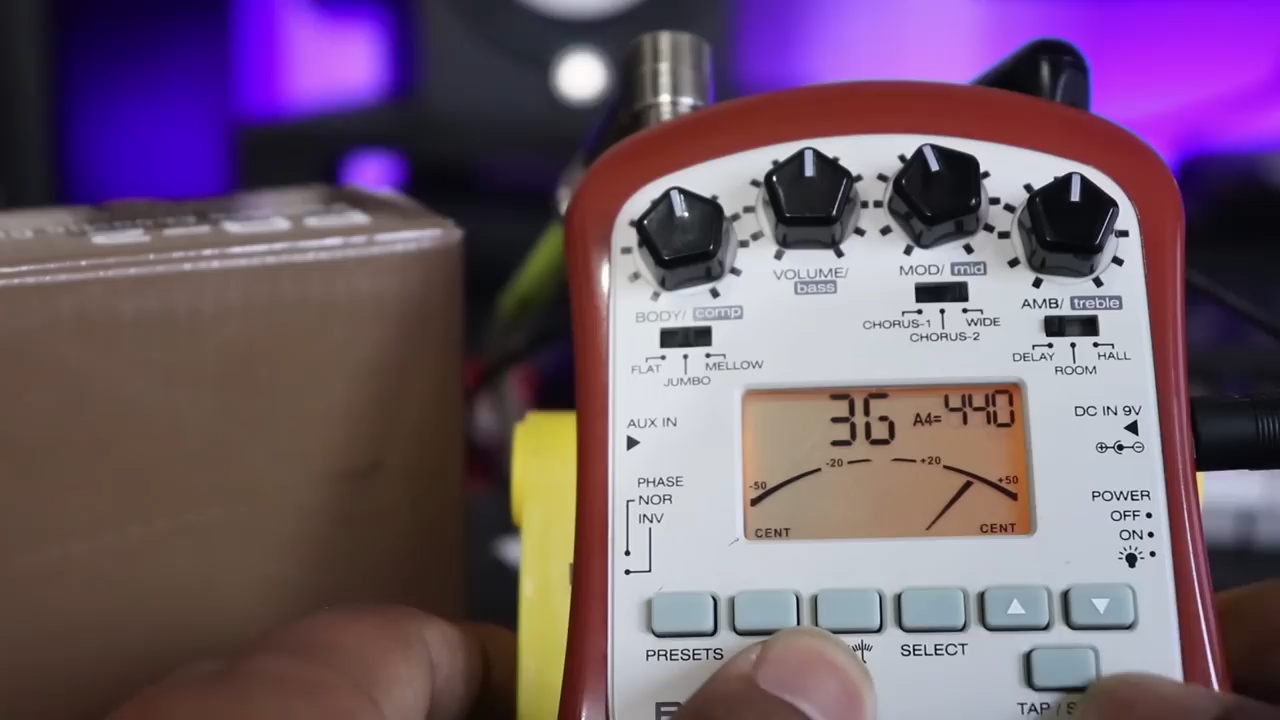 VOLUME/
bass
MOD/ mid
BODY/ comp
AMB/ treble
CHORUS-1
WIDE
CHORUS-2
FLAT
MELLOW
JUMBO
DELAY
HALL
ROOM
36 A4=440
-50 -20 +20 +50
CENT CENT
AUX IN
PHASE
NOR
INV
DC IN 9V
POWER
OFF
ON
PRESETS
SELECT
TAP /